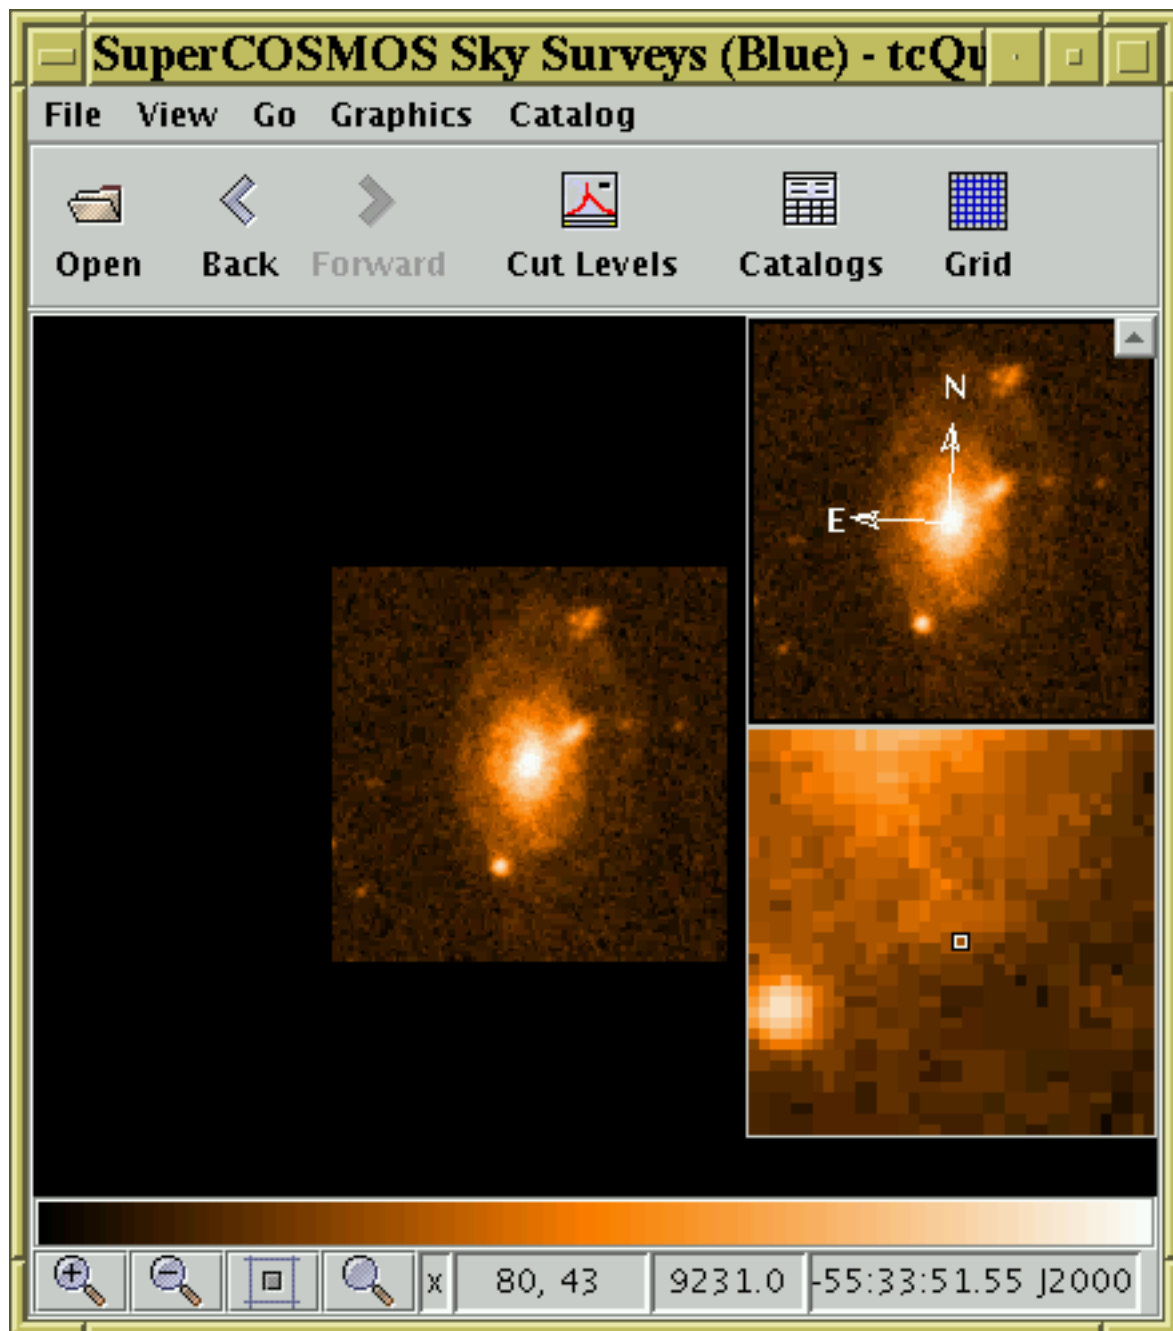 SuperCOSMOS Sky Surveys (Blue) - tcQu
File View Go Graphics Catalog
Open Back Forward Cut Levels Catalogs Grid
N
E
x 80, 43 9231.0 -55:33:51.55 J2000